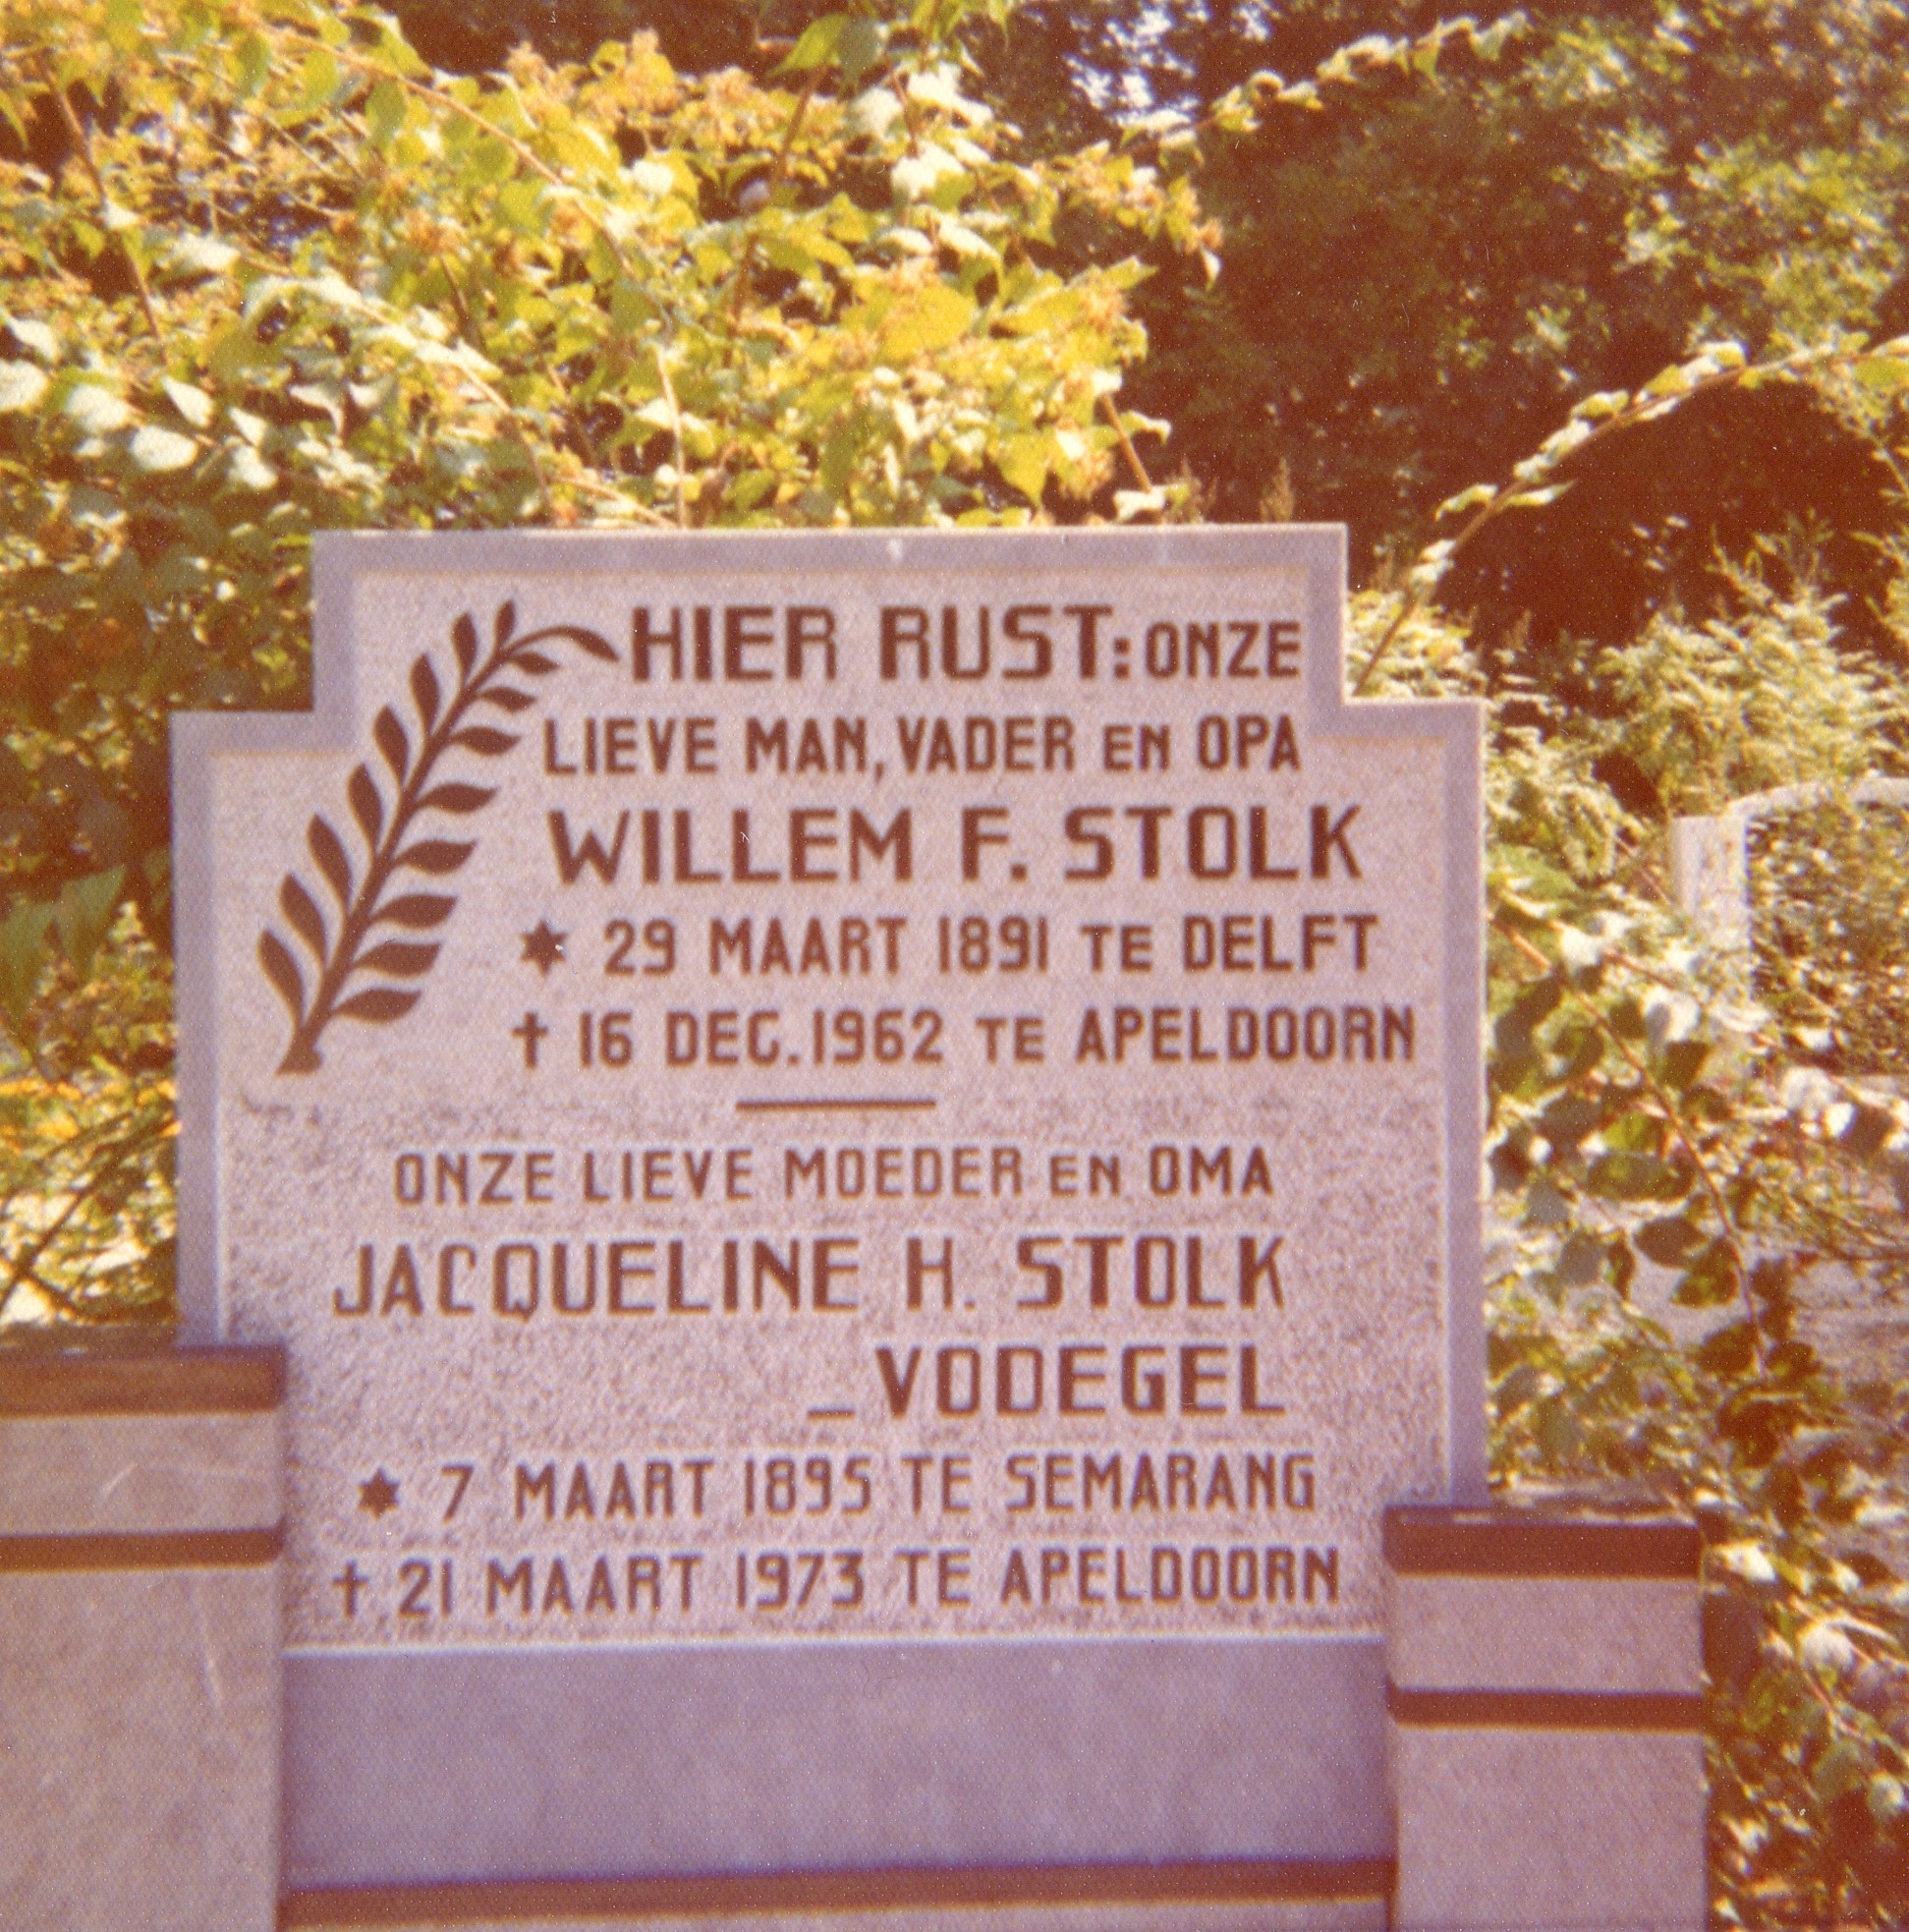 HIER RUST: ONZE
LIEVE MAN, VADER EN OPA
WILLEM F. STOLK
✶ 29 MAART 1891 TE DELFT
† 16 DEC. 1962 TE APELDOORN
ONZE LIEVE MOEDER EN OMA
JACQUELINE H. STOLK
_VODEGEL
✶ 7 MAART 1895 TE SEMARANG
† 21 MAART 1973 TE APELDOORN